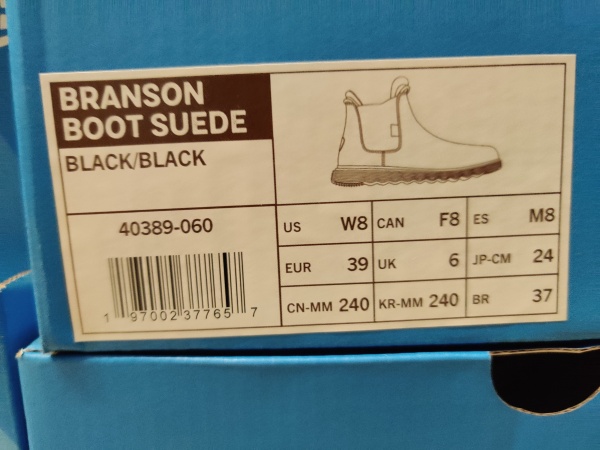 BRANSON
BOOT SUEDE
BLACK/BLACK
40389-060
1 97002 37765 7
US W8 CAN F8 ES M8
EUR 39 UK 6 JP-CM 24
CN-MM 240 KR-MM 240 BR 37